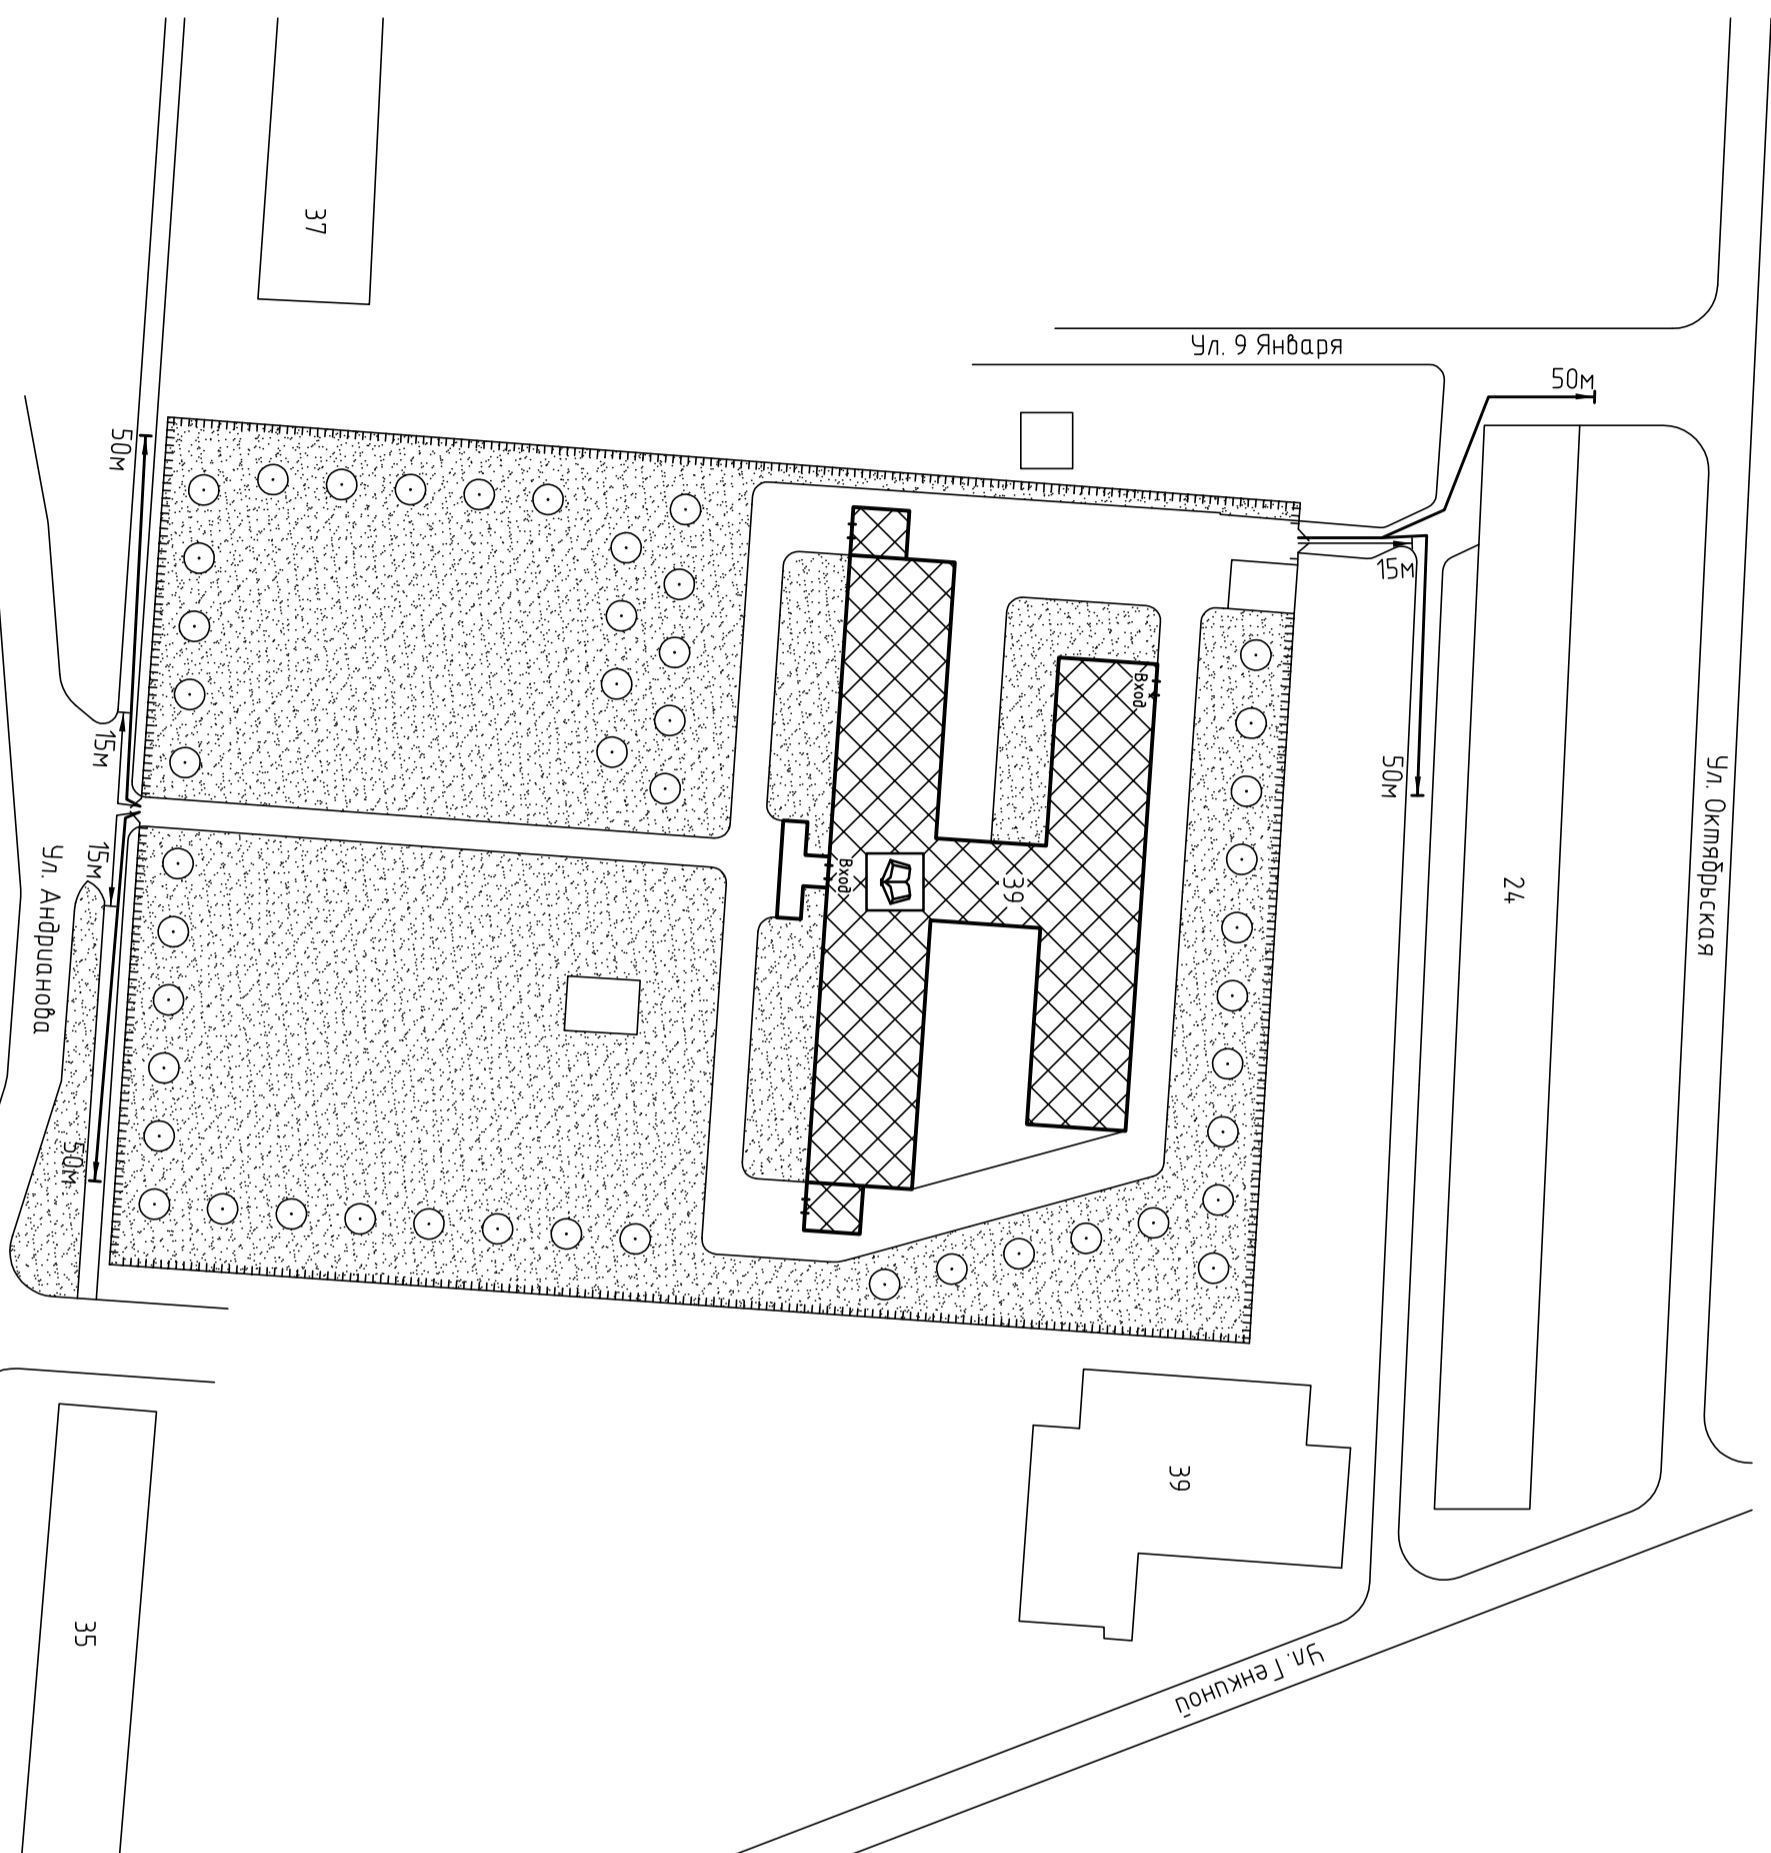 37
Ул. 9 Января
50м
50м
15м
Вход
50м
15м
15м
Ул. Андрианова
Вход
39
24
Ул. Октябрьская
50м
39
35
Ул. Генкиной